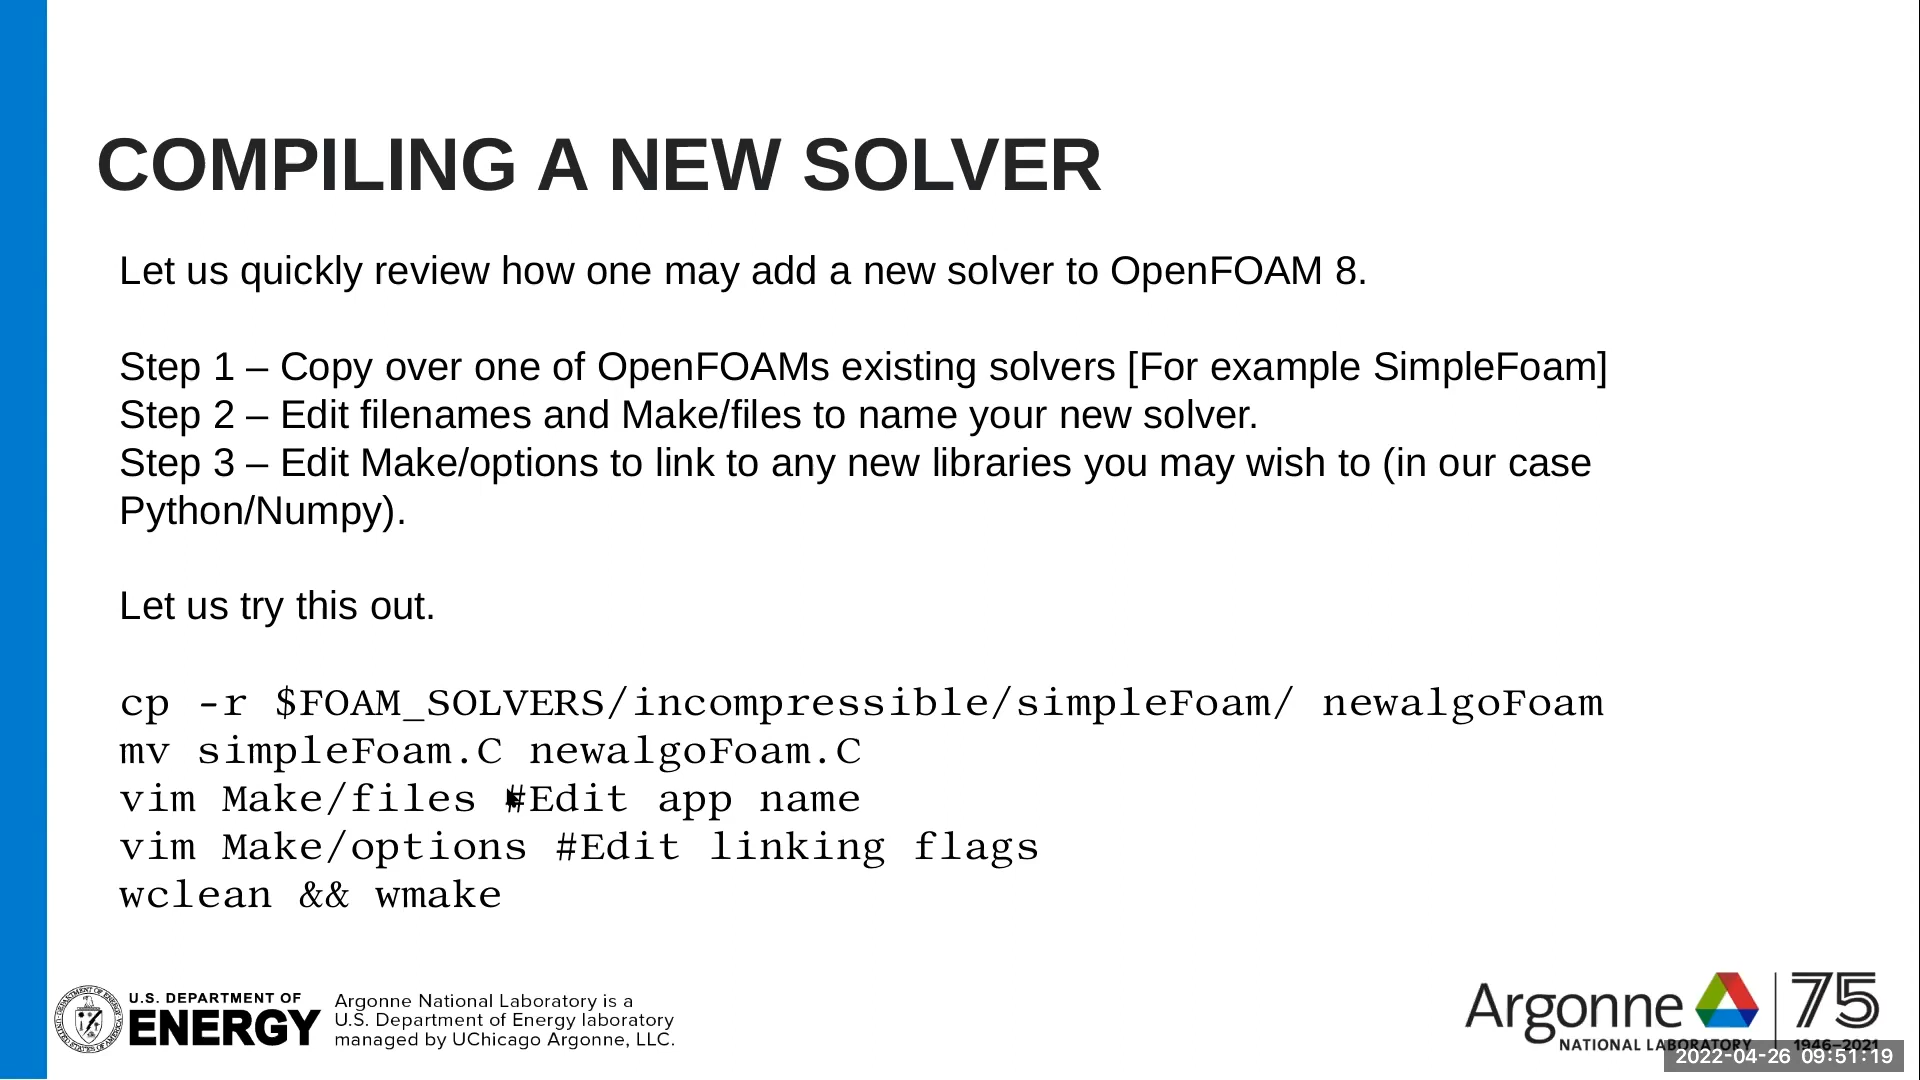 COMPILING A NEW SOLVER
Let us quickly review how one may add a new solver to OpenFOAM 8.
Step 1 – Copy over one of OpenFOAMs existing solvers [For example SimpleFoam]
Step 2 – Edit filenames and Make/files to name your new solver.
Step 3 – Edit Make/options to link to any new libraries you may wish to (in our case
Python/Numpy).
Let us try this out.
cp -r $FOAM_SOLVERS/incompressible/simpleFoam/ newalgoFoam
mv simpleFoam.C newalgoFoam.C
vim Make/files #Edit app name
vim Make/options #Edit linking flags
wclean && wmake
U.S. DEPARTMENT OF
ENERGY
Argonne National Laboratory is a
U.S. Department of Energy laboratory
managed by UChicago Argonne, LLC.
Argonne
NATIONAL LABORATORY
75
1946–2021
2022-04-26 09:51:19